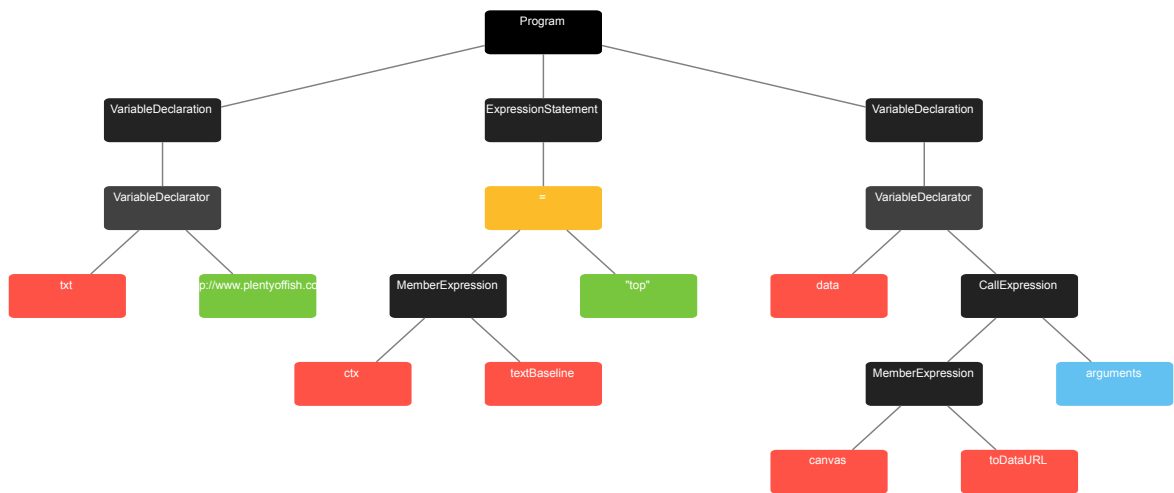 Program
VariableDeclaration
ExpressionStatement
VariableDeclaration
VariableDeclarator
=
VariableDeclarator
txt
p://www.plentyoffish.co
MemberExpression
"top"
data
CallExpression
ctx
textBaseline
MemberExpression
arguments
canvas
toDataURL